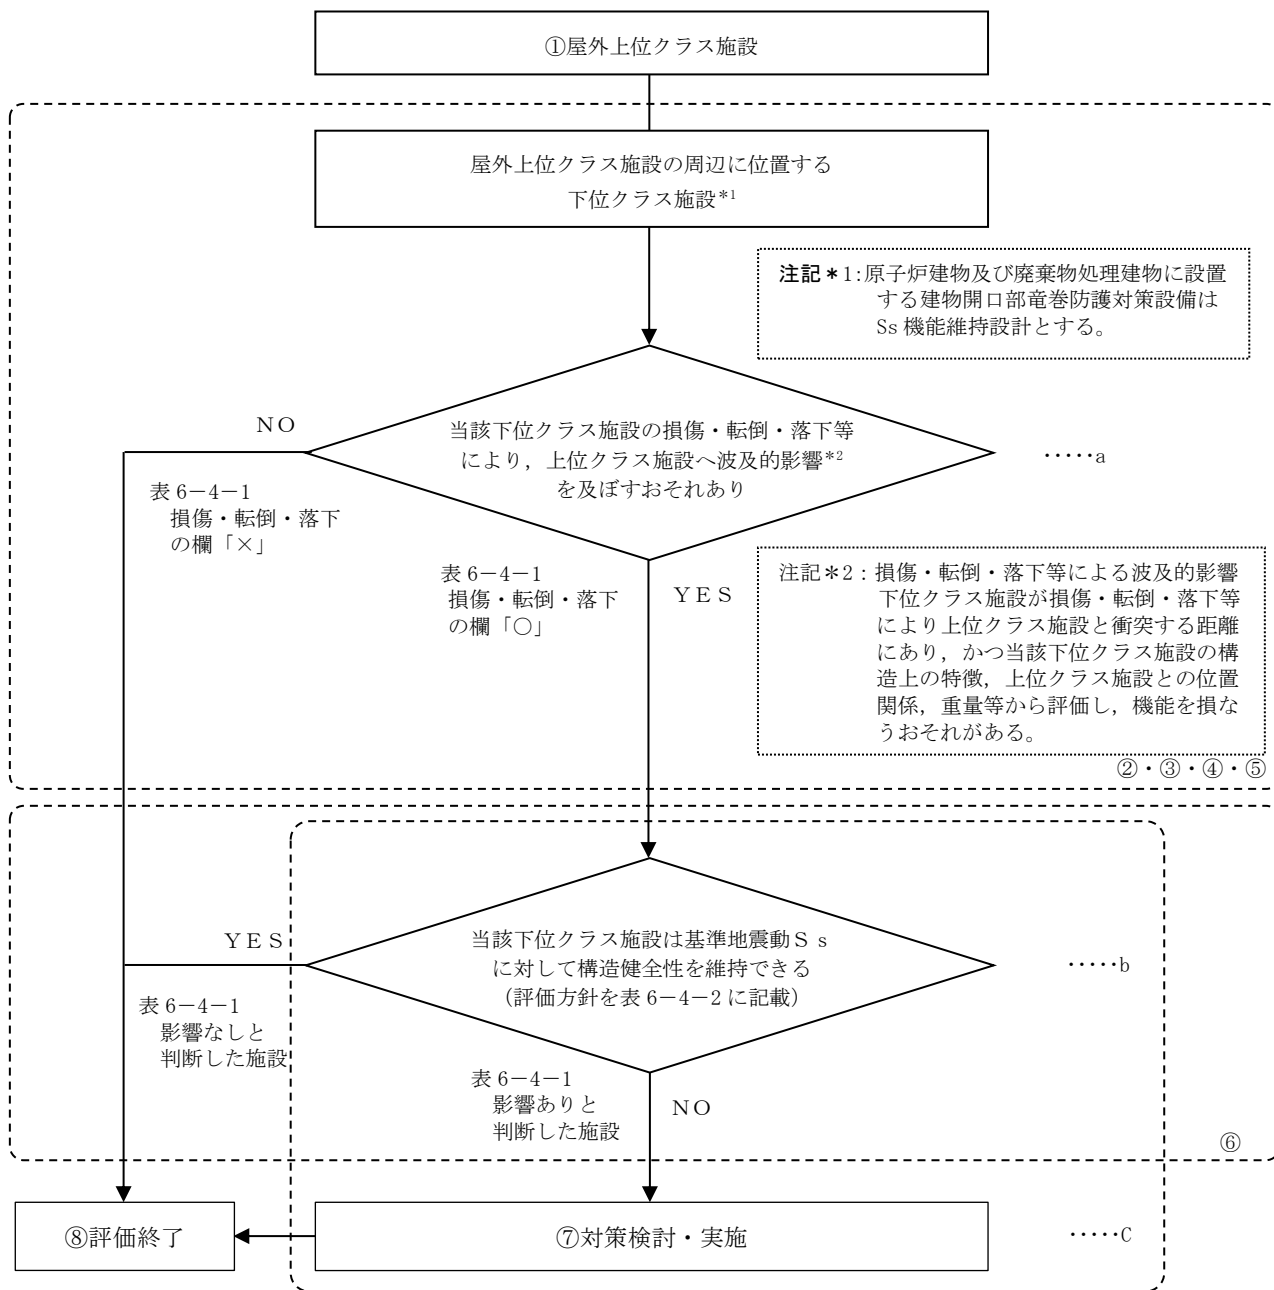 ①屋外上位クラス施設
屋外上位クラス施設の周辺に位置する
下位クラス施設*1
注記＊1:原子炉建物及び廃棄物処理建物に設置
する建物開口部竜巻防護対策設備は
Ss 機能維持設計とする。
当該下位クラス施設の損傷・転倒・落下等
により，上位クラス施設へ波及的影響*2
を及ぼすおそれあり
‥‥‥a
ＮＯ
表 6－4－1
損傷・転倒・落下
の欄「×」
表 6－4－1
損傷・転倒・落下
の欄「○」
ＹＥＳ
注記＊2：損傷・転倒・落下等による波及的影響
下位クラス施設が損傷・転倒・落下等
により上位クラス施設と衝突する距離
にあり，かつ当該下位クラス施設の構
造上の特徴，上位クラス施設との位置
関係，重量等から評価し，機能を損な
うおそれがある。
②・③・④・⑤
当該下位クラス施設は基準地震動Ｓｓ
に対して構造健全性を維持できる
（評価方針を表 6－4－2 に記載）
‥‥‥b
ＹＥＳ
表 6－4－1
影響なしと
判断した施設
表 6－4－1
影響ありと
判断した施設
ＮＯ
⑥
⑧評価終了
⑦対策検討・実施
‥‥‥C